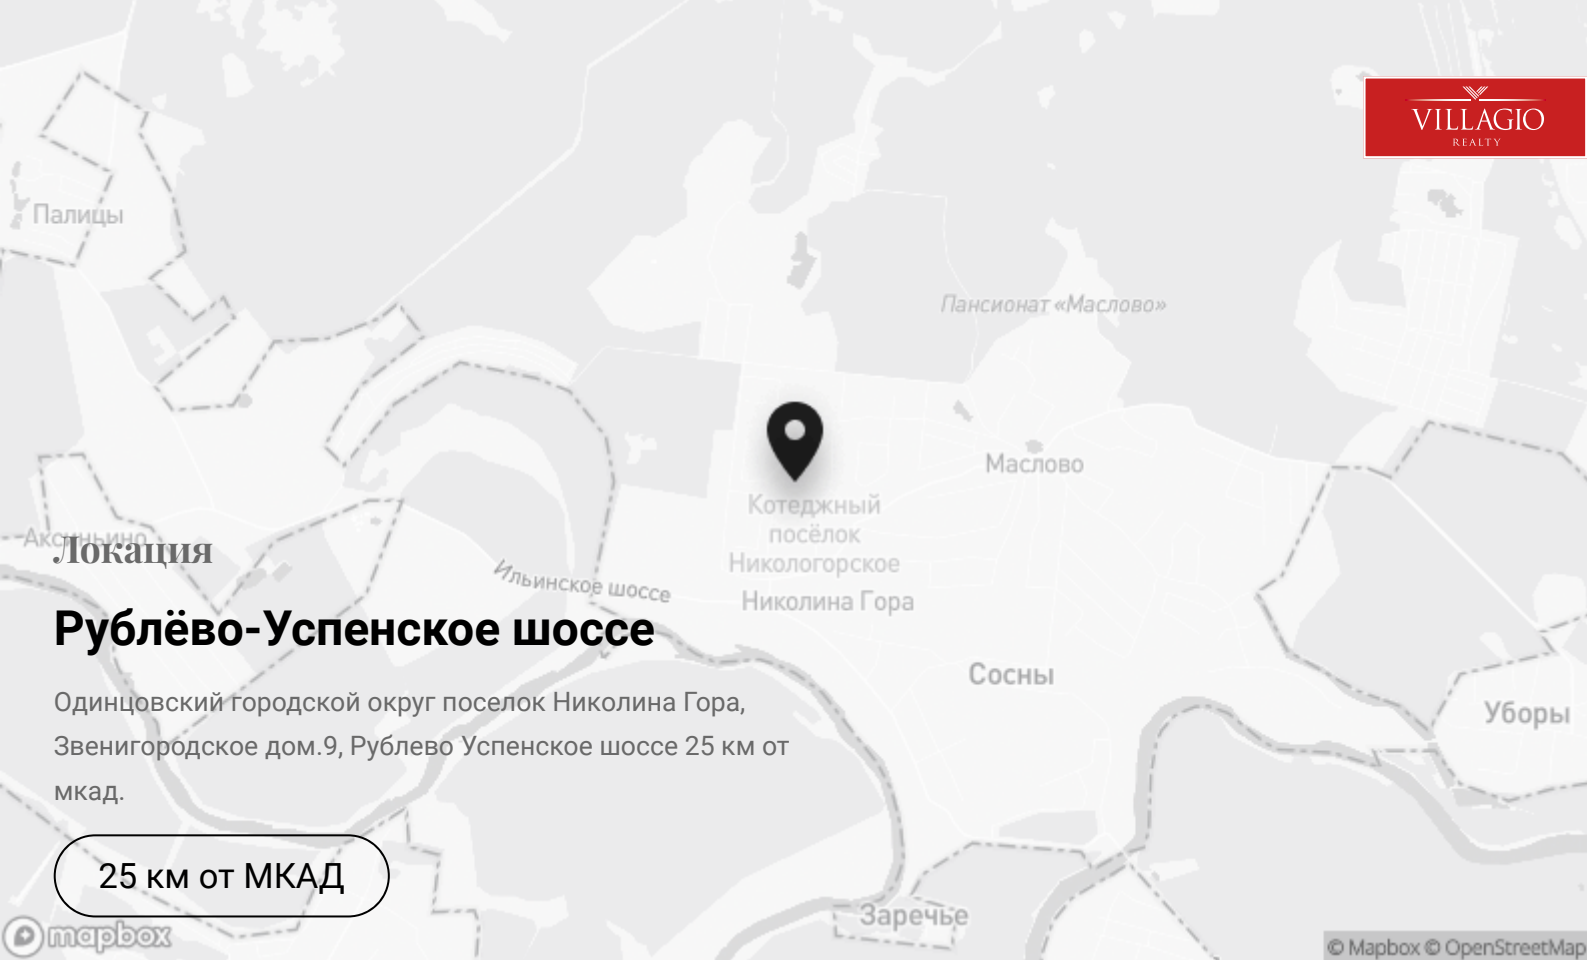 VILLAGIO
REALTY
Палицы
Пансионат «Маслово»
Маслово
Котеджный
посёлок
Никологорское
Николина Гора
Аксиньино
Локация
Ильинское шоссе
Рублёво-Успенское шоссе
Сосны
Одинцовский городской округ поселок Николина Гора,
Звенигородское дом.9, Рублево Успенское шоссе 25 км от
мкад.
Уборы
25 км от МКАД
Заречье
mapbox
© Mapbox © OpenStreetMap